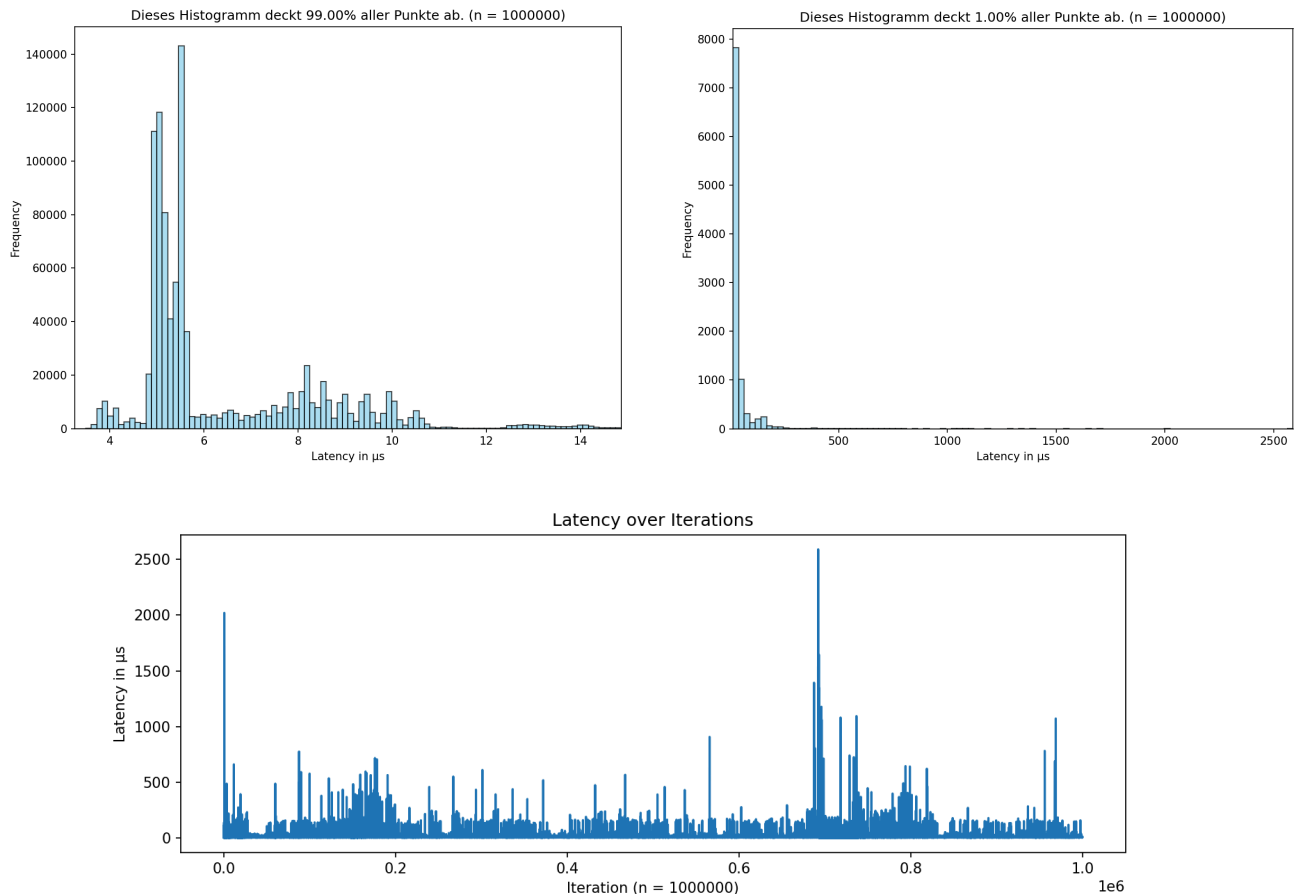 Dieses Histogramm deckt 99.00% aller Punkte ab. (n = 1000000)
140000
120000
100000
80000
60000
40000
20000
0
Frequency
4 6 8 10 12 14
Latency in µs
Dieses Histogramm deckt 1.00% aller Punkte ab. (n = 1000000)
8000
7000
6000
5000
4000
3000
2000
1000
0
Frequency
500 1000 1500 2000 2500
Latency in µs
Latency over Iterations
2500
2000
1500
1000
500
0
Latency in µs
0.0 0.2 0.4 0.6 0.8 1.0
1e6
Iteration (n = 1000000)